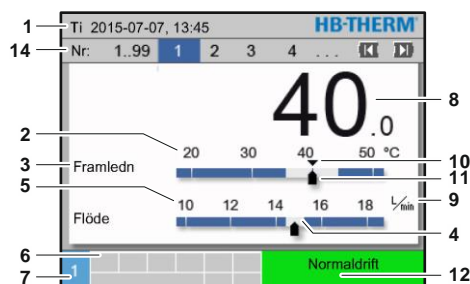 1 Ti 2015-07-07, 13:45 HB-THERM®
14 Nr: 1..99 1 2 3 4 ...
40.0 8
2 20 30 40 50 °C 10
3 Framledn 11
5 10 12 14 16 18 L/min 9
Flöde 4
6 Normaldrift
7 1 12